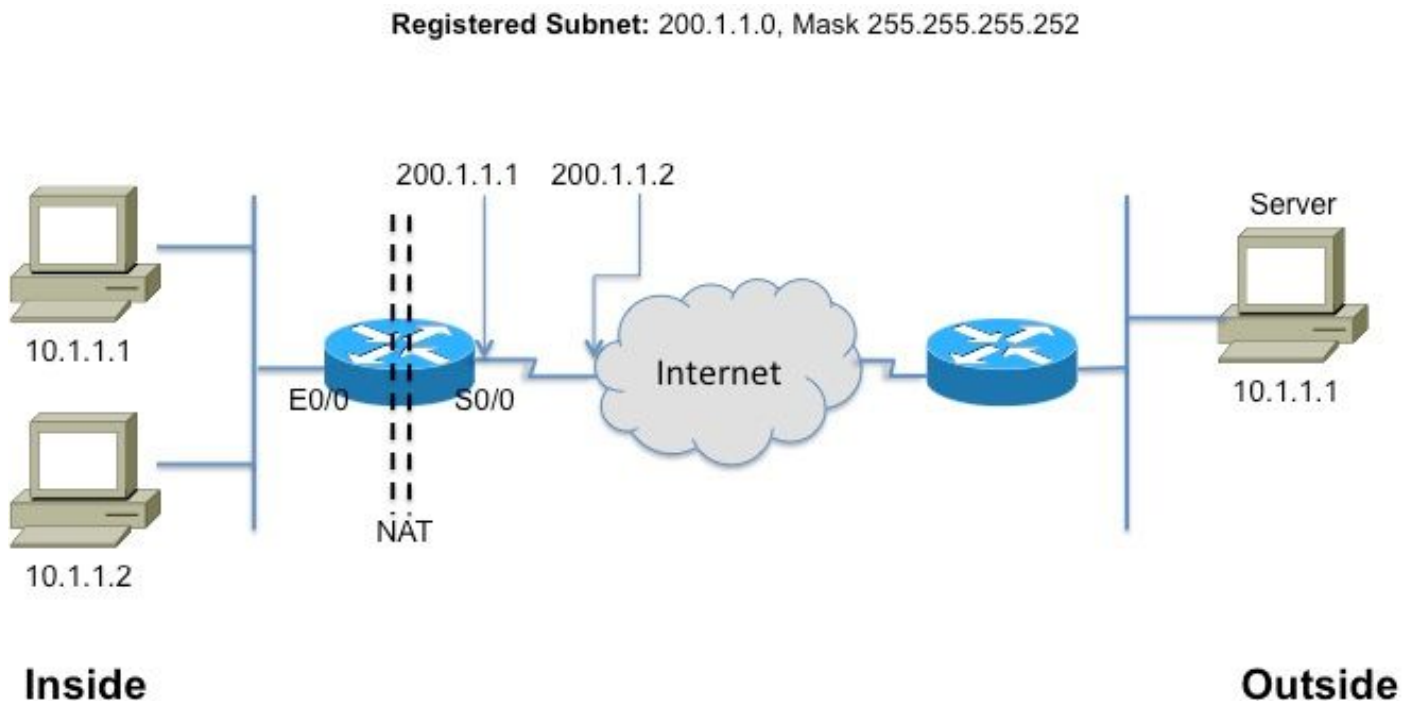 Registered Subnet: 200.1.1.0, Mask 255.255.255.252
200.1.1.1
200.1.1.2
Server
10.1.1.1
E0/0
S0/0
Internet
10.1.1.1
NAT
10.1.1.2
Inside
Outside